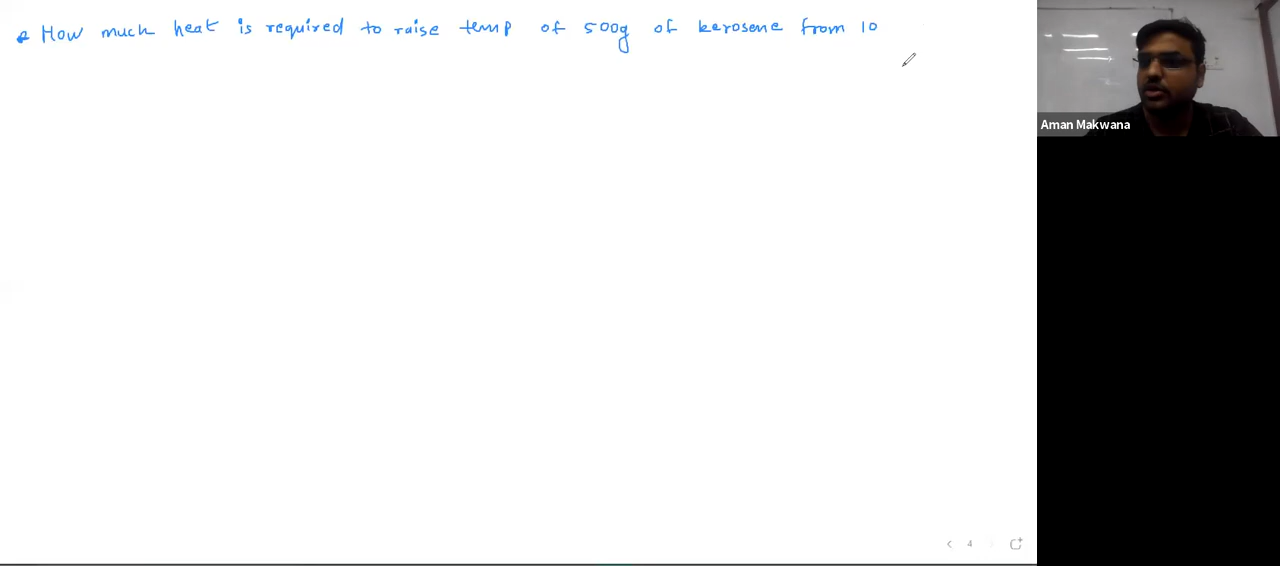 How much heat is required to raise temp of 500g of kerosene from 10
Aman Makwana
4